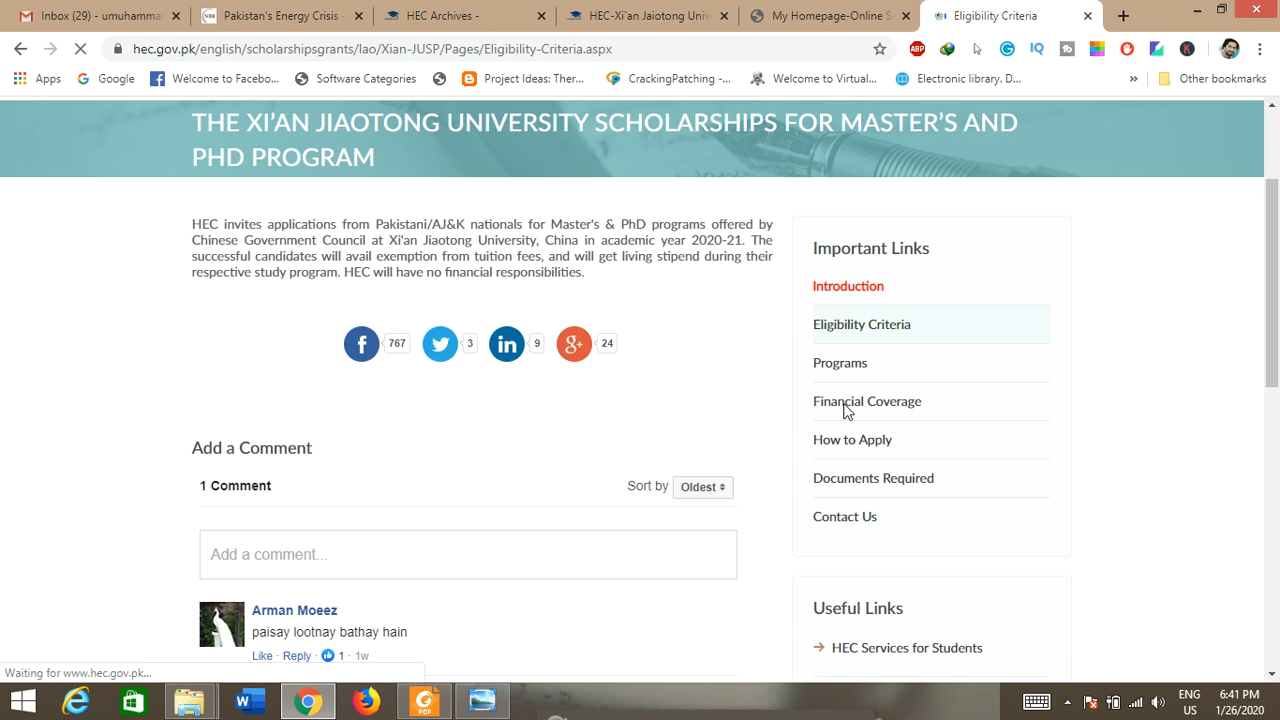 Inbox (29) - umuhammad
Pakistan's Energy Crisis -
HEC Archives -
HEC-Xi`an Jaiotong Univ
My Homepage-Online S
Eligibility Criteria
hec.gov.pk/english/scholarshipsgrants/lao/Xian-JUSP/Pages/Eligibility-Criteria.aspx
ABP
IQ
Apps
Google
Welcome to Facebo...
Software Categories
Project Ideas: Ther...
CrackingPatching -...
Welcome to Virtual...
Electronic library. D...
»
Other bookmarks
THE XI'AN JIAOTONG UNIVERSITY SCHOLARSHIPS FOR MASTER'S AND
PHD PROGRAM
HEC invites applications from Pakistani/AJ&K nationals for Master's & PhD programs offered by
Chinese Government Council at Xi'an Jiaotong University, China in academic year 2020-21. The
successful candidates will avail exemption from tuition fees, and will get living stipend during their
respective study program. HEC will have no financial responsibilities.
767
3
9
24
Add a Comment
1 Comment
Sort by Oldest
Add a comment...
Arman Moeez
paisay lootnay bathay hain
Like · Reply · 1 · 1w
Important Links
Introduction
Eligibility Criteria
Programs
Financial Coverage
How to Apply
Documents Required
Contact Us
Useful Links
HEC Services for Students
Waiting for www.hec.gov.pk...
PDF
ENG
US
6:41 PM
1/26/2020